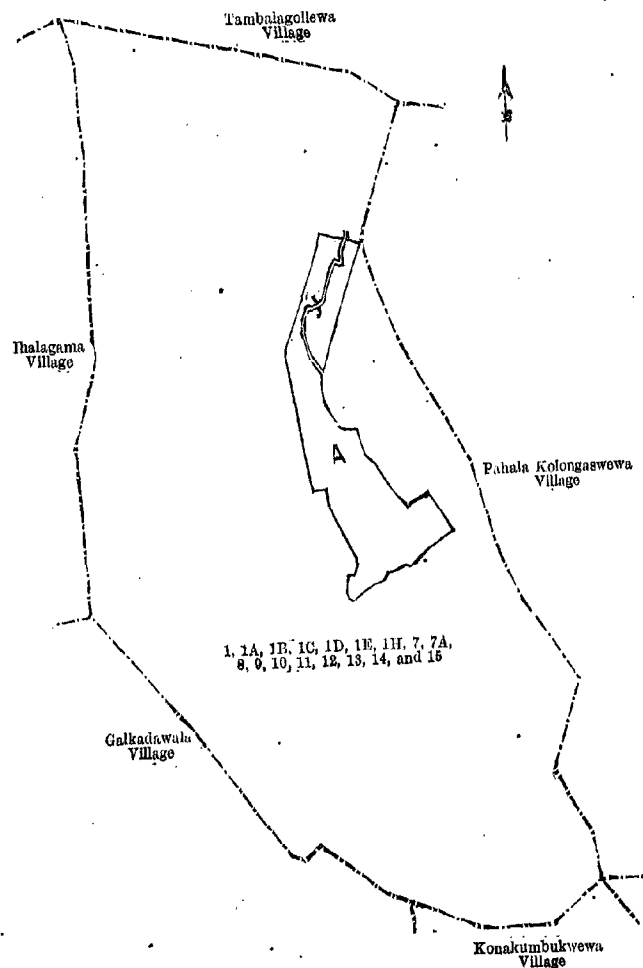 Tambalagollewa
Village
Ihalagama
Village
A
Pahala Kolongaswewa
Village
1, 1A, 1B, 1C, 1D, 1E, 1H, 7, 7A,
8, 9, 10, 11, 12, 13, 14, and 15
Galkadawala
Village
Konakumbukwewa
Village